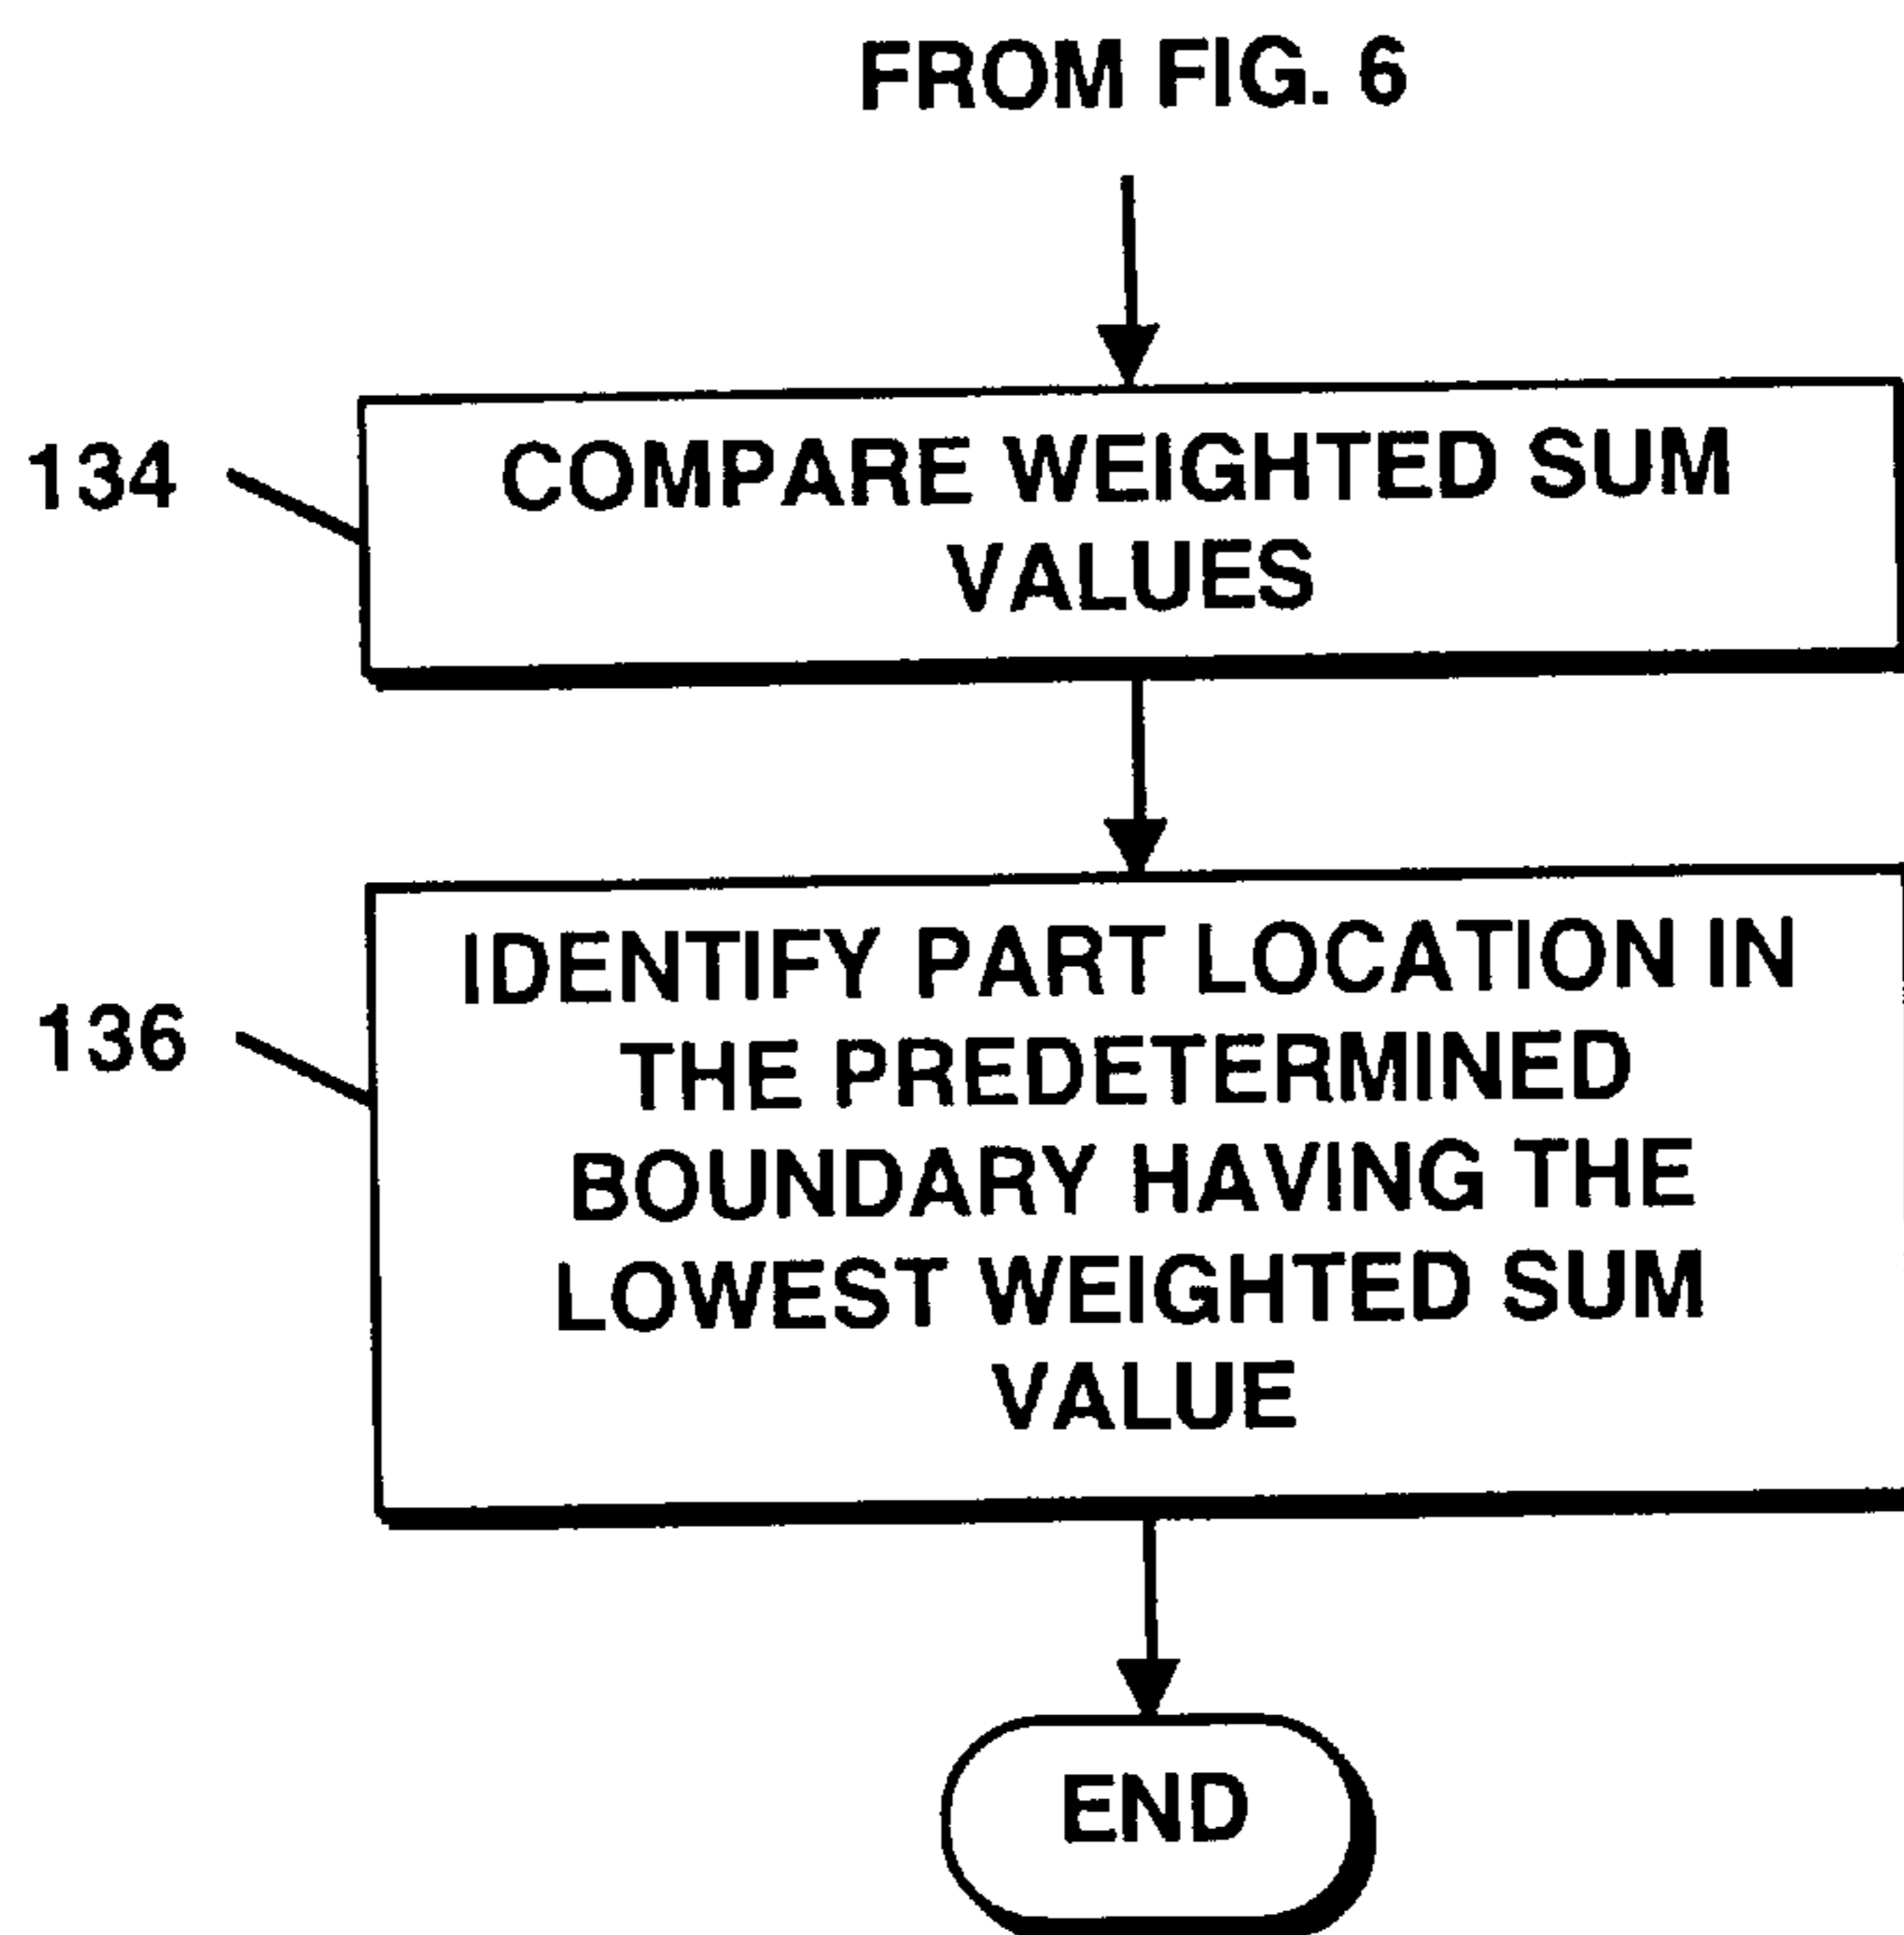 FROM FIG. 6
134
COMPARE WEIGHTED SUM
VALUES
136
IDENTIFY PART LOCATION IN
THE PREDETERMINED
BOUNDARY HAVING THE
LOWEST WEIGHTED SUM
VALUE
END